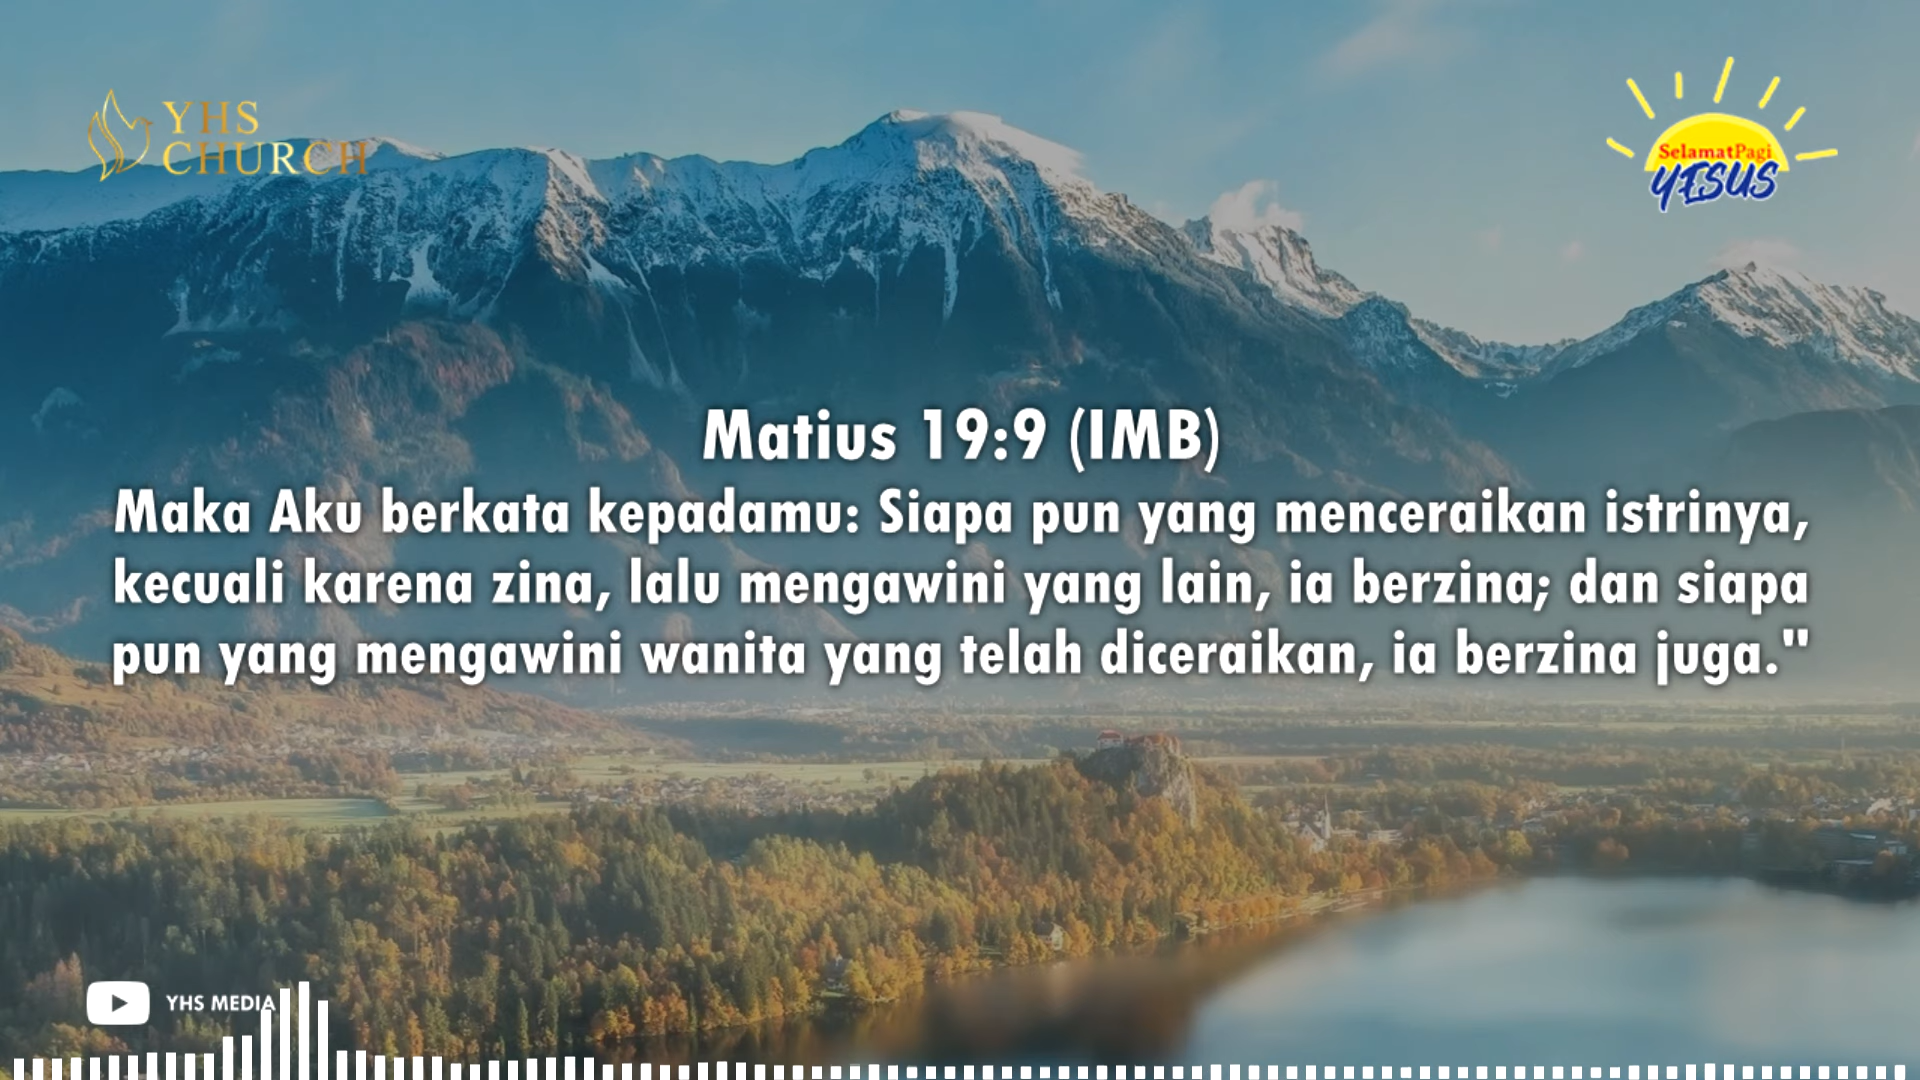 YHS
CHURCH
SelamatPagi
YESUS
Matius 19:9 (IMB)
Maka Aku berkata kepadamu: Siapa pun yang menceraikan istrinya,
kecuali karena zina, lalu mengawini yang lain, ia berzina; dan siapa
pun yang mengawini wanita yang telah diceraikan, ia berzina juga."
YHS MEDIA